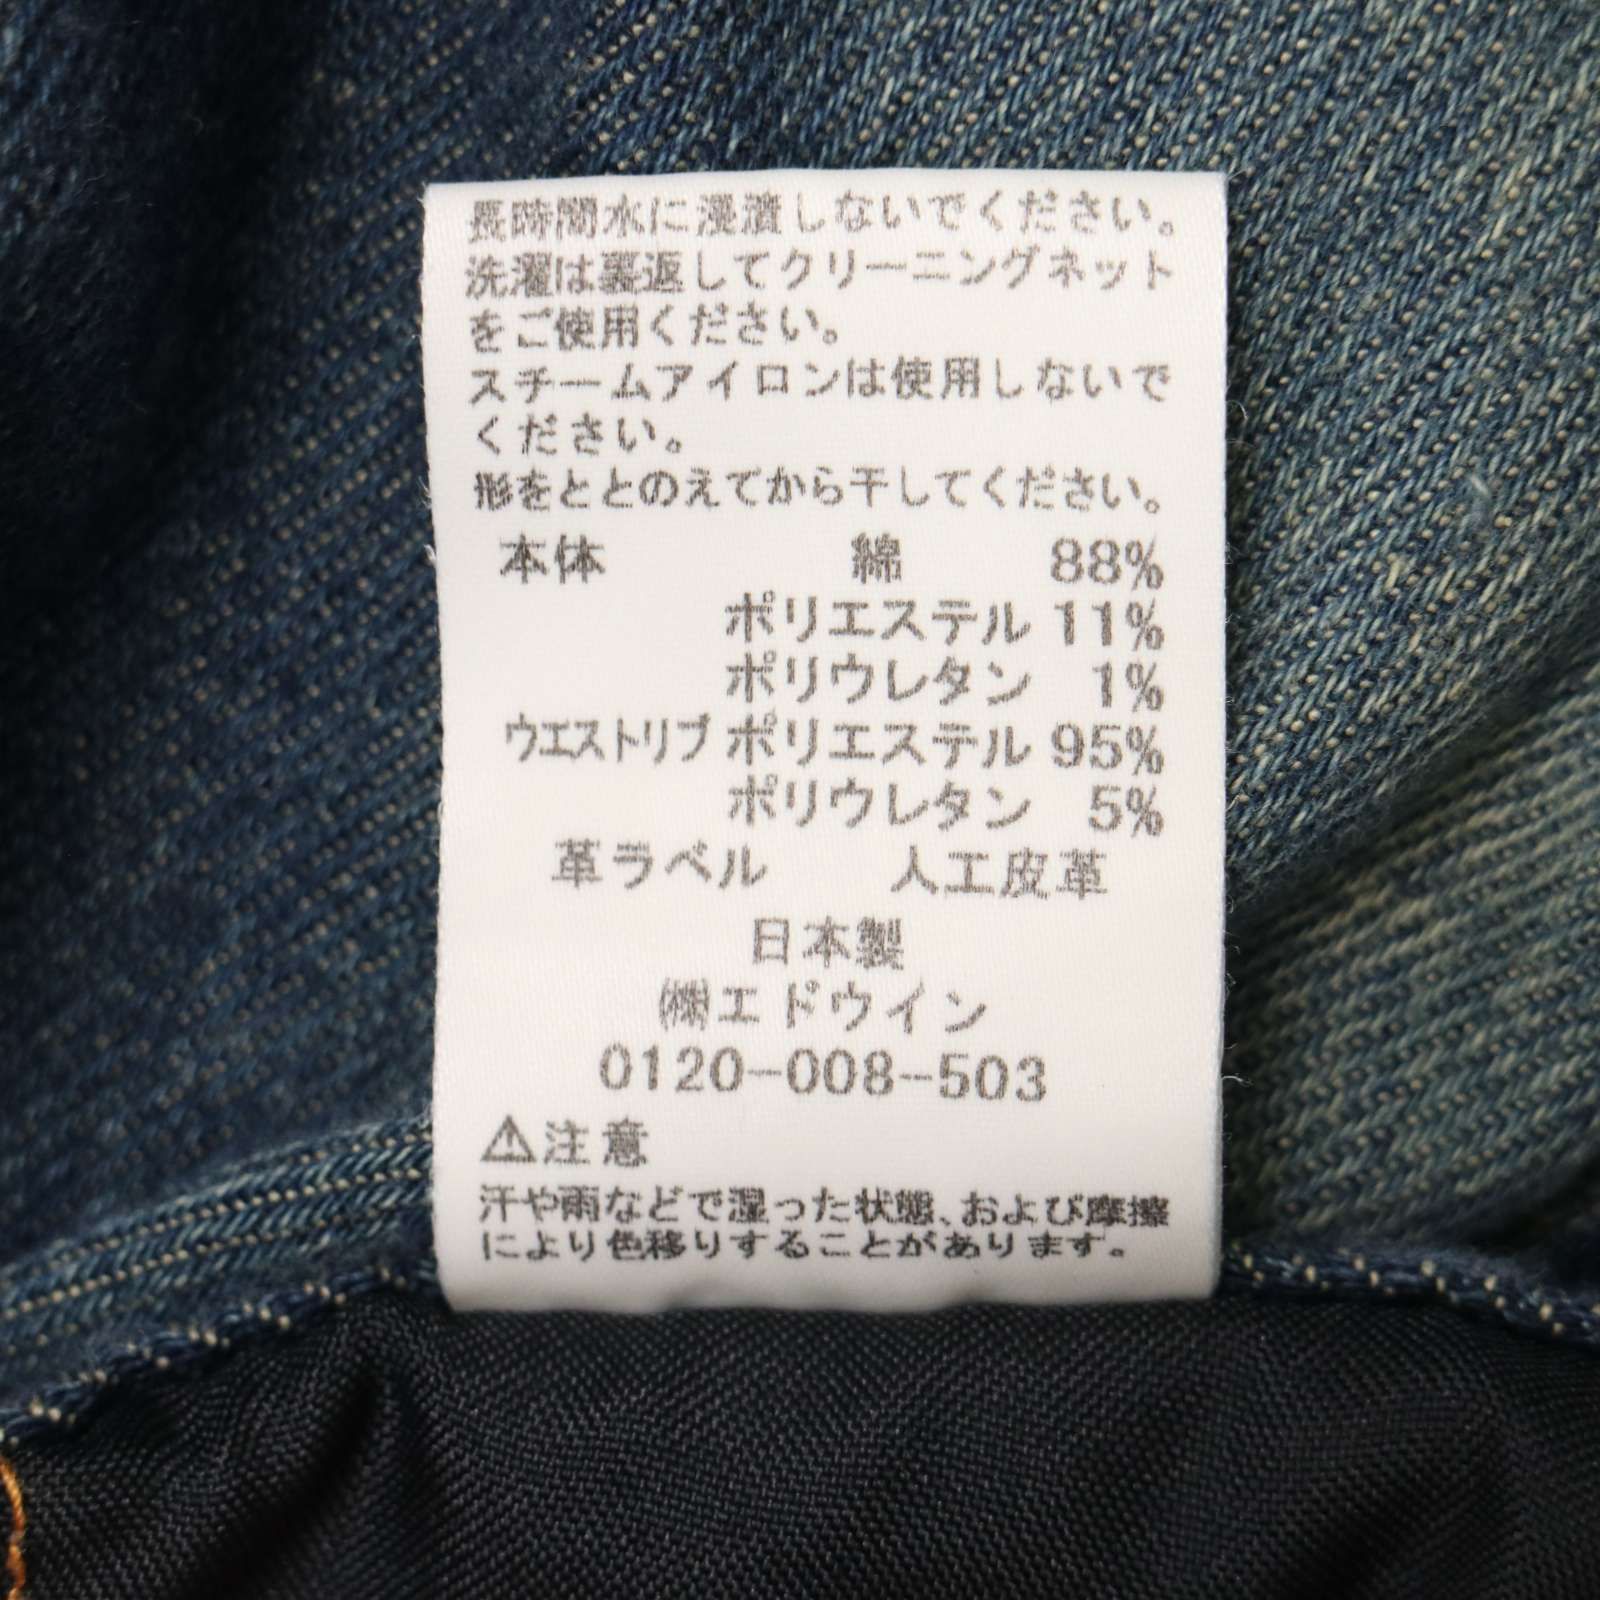 長時間水に浸漬しないでください。
洗濯は裏返してクリーニングネット
をご使用ください。
スチームアイロンは使用しないで
ください。
形をととのえてから干してください。
本体 綿 88%
ポリエステル 11%
ポリウレタン 1%
ウエストリブ ポリエステル 95%
ポリウレタン 5%
革ラベル 人工皮革
日本製
㈱エドウイン
0120-008-503
⚠注意
汗や雨などで湿った状態、および摩擦
により色移りすることがあります。